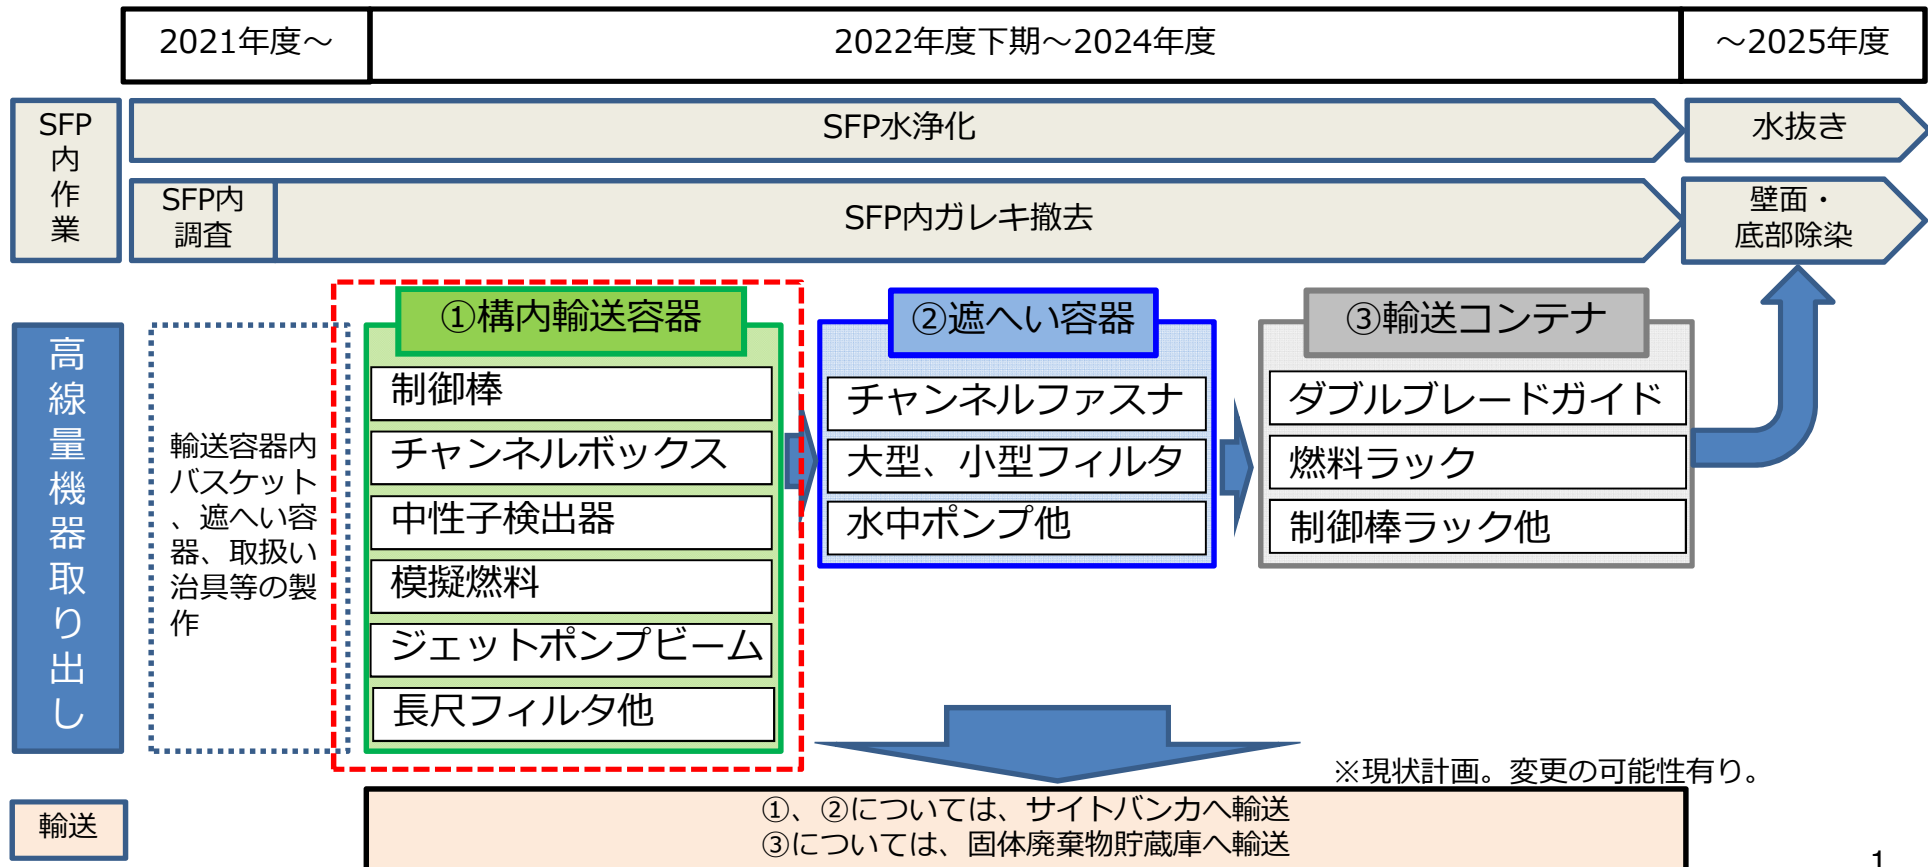 2021年度～
2022年度下期～2024年度
～2025年度
SFP
内
作
業
SFP水浄化
水抜き
SFP内
調査
SFP内ガレキ撤去
壁面・
底部除染
高線量機器取り出し
輸送容器内
バスケット
、遮へい容
器、取扱い
治具等の製
作
①構内輸送容器
制御棒
チャンネルボックス
中性子検出器
模擬燃料
ジェットポンプビーム
長尺フィルタ他
②遮へい容器
チャンネルファスナ
大型、小型フィルタ
水中ポンプ他
③輸送コンテナ
ダブルブレードガイド
燃料ラック
制御棒ラック他
※現状計画。変更の可能性有り。
輸送
①、②については、サイトバンカへ輸送
③については、固体廃棄物貯蔵庫へ輸送
1